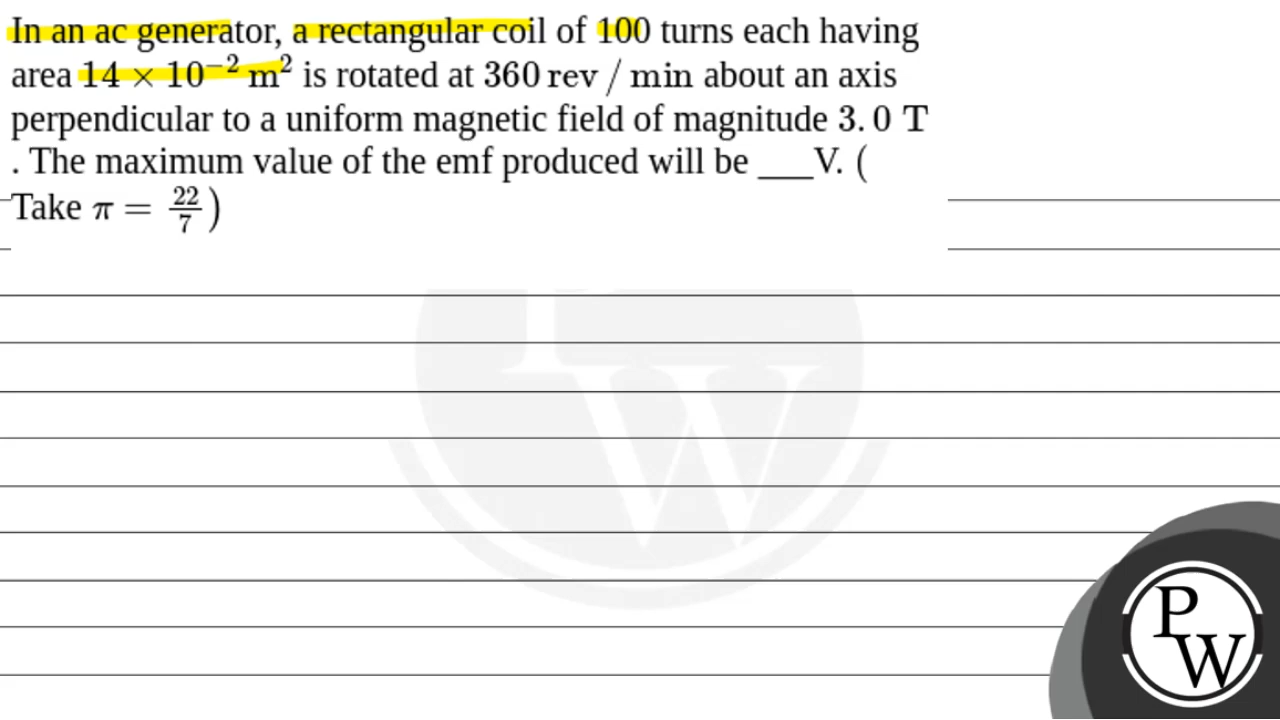 In an ac generator, a rectangular coil of 100 turns each having
area 14 × 10⁻² m² is rotated at 360 rev / min about an axis
perpendicular to a uniform magnetic field of magnitude 3. 0 T
. The maximum value of the emf produced will be ___V. (
Take π = 22/7)
PW